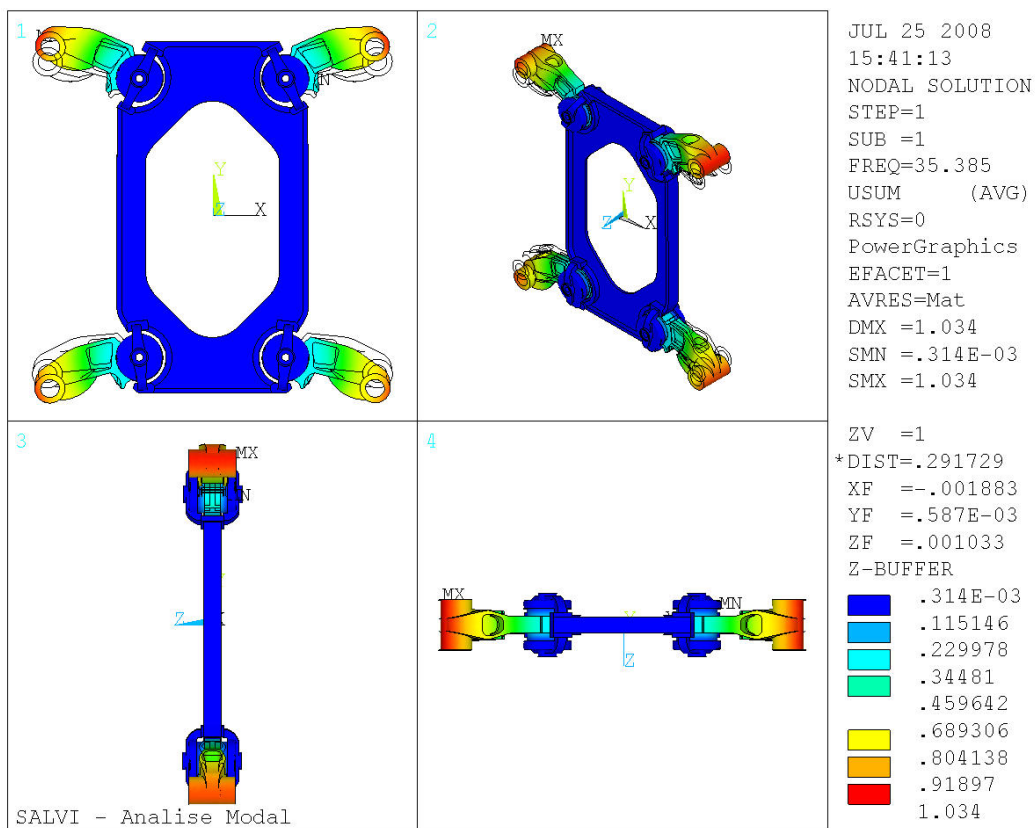 1
MX
N
Y
Z
X
2
MX
Y
Z
X
3
MX
N
Z
X
4
MX
MN
Y
Z
SALVI - Analise Modal
JUL 25 2008
15:41:13
NODAL SOLUTION
STEP=1
SUB =1
FREQ=35.385
USUM (AVG)
RSYS=0
PowerGraphics
EFACET=1
AVRES=Mat
DMX =1.034
SMN =.314E-03
SMX =1.034
ZV =1
*DIST=.291729
XF =-.001883
YF =.587E-03
ZF =.001033
Z-BUFFER
.314E-03
.115146
.229978
.34481
.459642
.689306
.804138
.91897
1.034